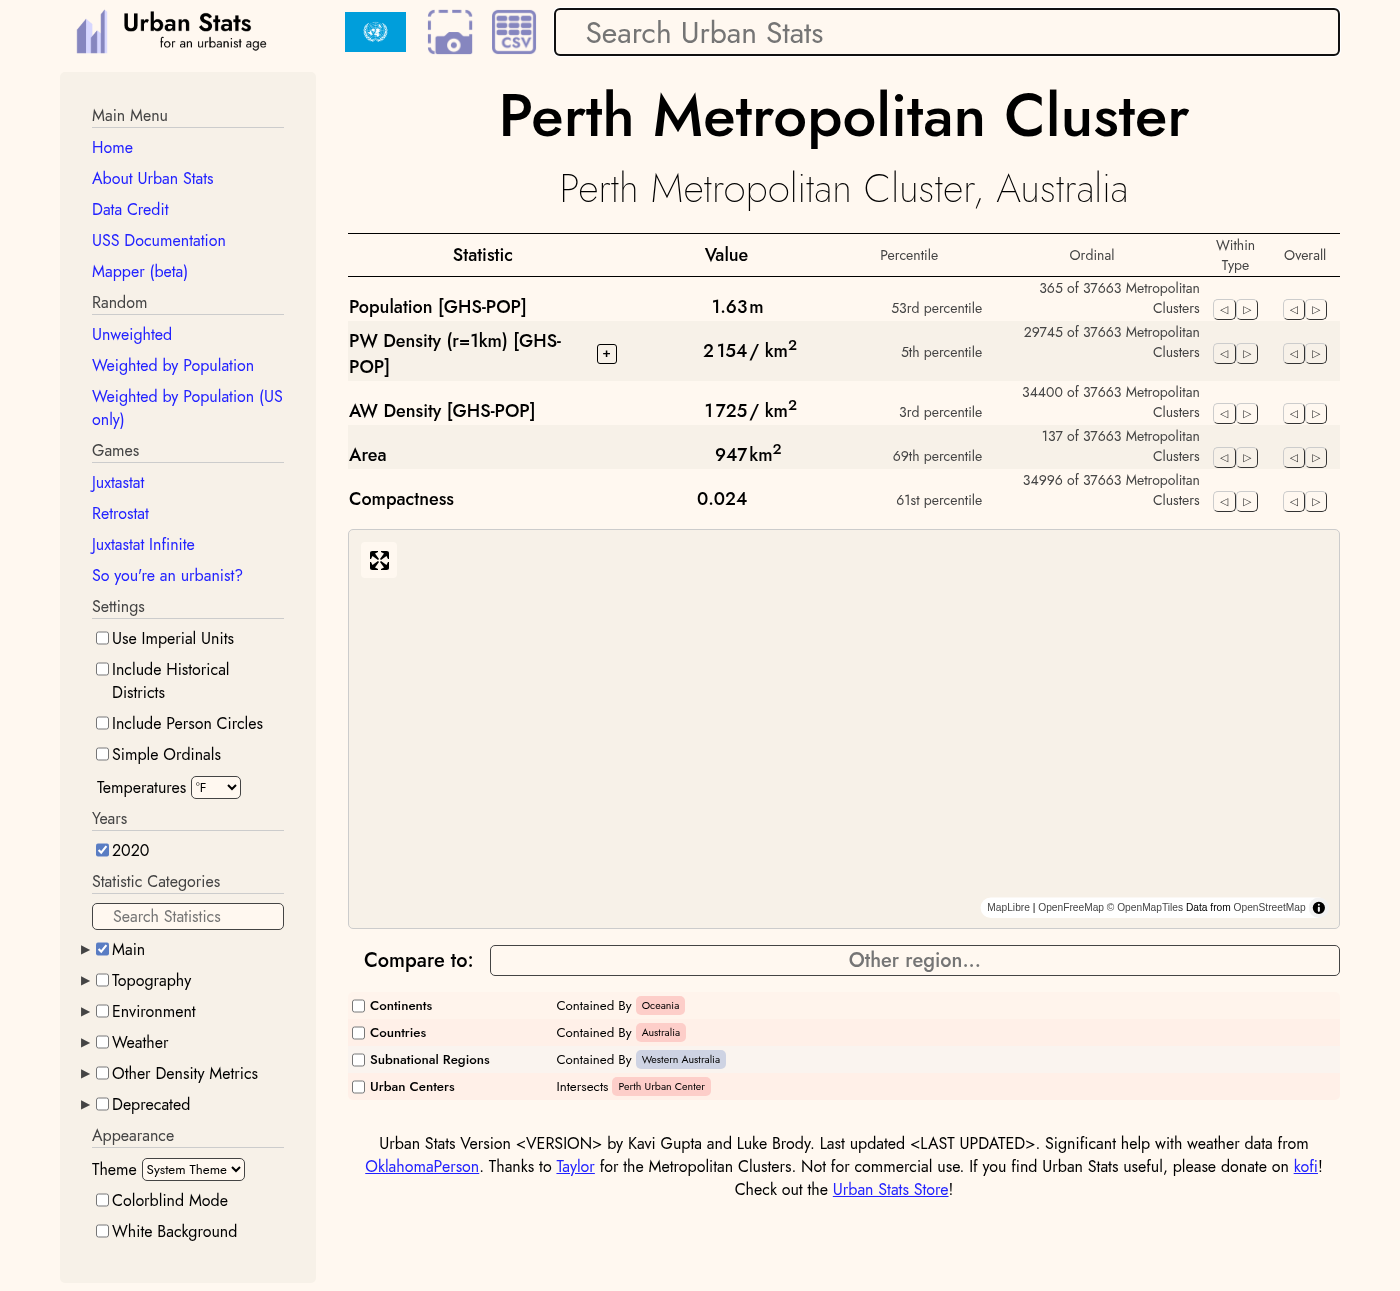 Urban Stats
for an urbanist age
CSV
Search Urban Stats
Main Menu
Home
About Urban Stats
Data Credit
USS Documentation
Mapper (beta)
Random
Unweighted
Weighted by Population
Weighted by Population (US
only)
Games
Juxtastat
Retrostat
Juxtastat Infinite
So you're an urbanist?
Settings
Use Imperial Units
Include Historical
Districts
Include Person Circles
Simple Ordinals
Temperatures °F
Years
2020
Statistic Categories
Search Statistics
Main
Topography
Environment
Weather
Other Density Metrics
Deprecated
Appearance
Theme System Theme
Colorblind Mode
White Background
Perth Metropolitan Cluster
Perth Metropolitan Cluster, Australia
Statistic Value Percentile Ordinal Within Type Overall
Population [GHS-POP] 1.63m 53rd percentile 365 of 37663 Metropolitan Clusters
PW Density (r=1km) [GHS-POP] + 2 154/ km2 5th percentile 29745 of 37663 Metropolitan Clusters
AW Density [GHS-POP] 1 725/ km2 3rd percentile 34400 of 37663 Metropolitan Clusters
Area 947km2 69th percentile 137 of 37663 Metropolitan Clusters
Compactness 0.024 61st percentile 34996 of 37663 Metropolitan Clusters
MapLibre | OpenFreeMap © OpenMapTiles Data from OpenStreetMap
Compare to: Other region...
Continents Contained By Oceania
Countries Contained By Australia
Subnational Regions Contained By Western Australia
Urban Centers Intersects Perth Urban Center
Urban Stats Version <VERSION> by Kavi Gupta and Luke Brody. Last updated <LAST UPDATED>. Significant help with weather data from
OklahomaPerson. Thanks to Taylor for the Metropolitan Clusters. Not for commercial use. If you find Urban Stats useful, please donate on kofi!
Check out the Urban Stats Store!